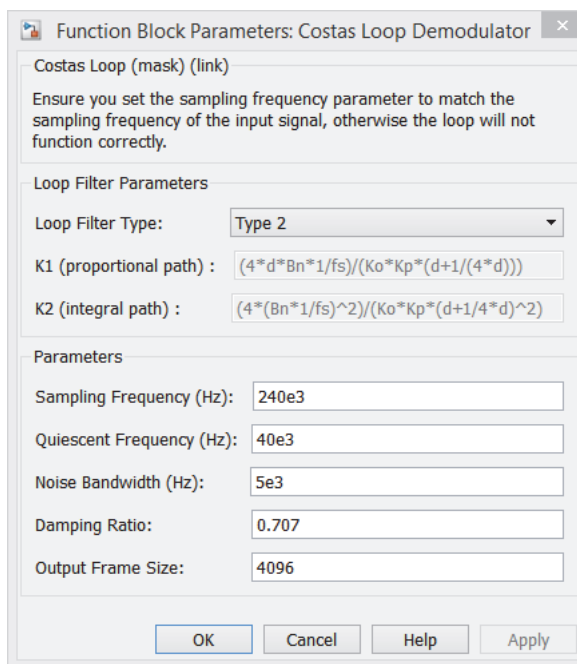 Function Block Parameters: Costas Loop Demodulator
Costas Loop (mask) (link)
Ensure you set the sampling frequency parameter to match the
sampling frequency of the input signal, otherwise the loop will not
function correctly.
Loop Filter Parameters
Loop Filter Type: Type 2
K1 (proportional path) : (4*d*Bn*1/fs)/(Ko*Kp*(d+1/(4*d)))
K2 (integral path) : (4*(Bn*1/fs)^2)/(Ko*Kp*(d+1/4*d)^2)
Parameters
Sampling Frequency (Hz): 240e3
Quiescent Frequency (Hz): 40e3
Noise Bandwidth (Hz): 5e3
Damping Ratio: 0.707
Output Frame Size: 4096
OK Cancel Help Apply